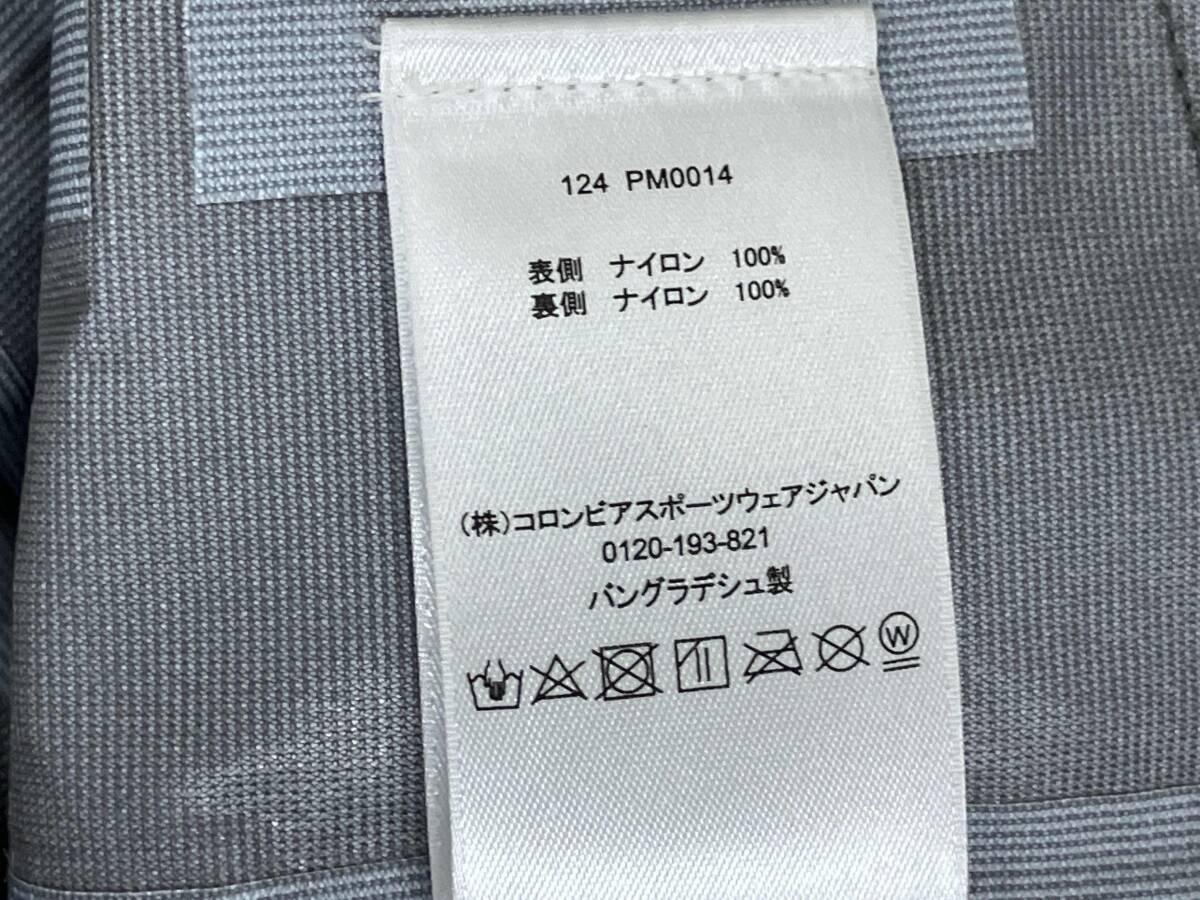 124 PM0014
表側 ナイロン 100%
裏側 ナイロン 100%
(株)コロンビアスポーツウェアジャパン
0120-193-821
バングラデシュ製
W